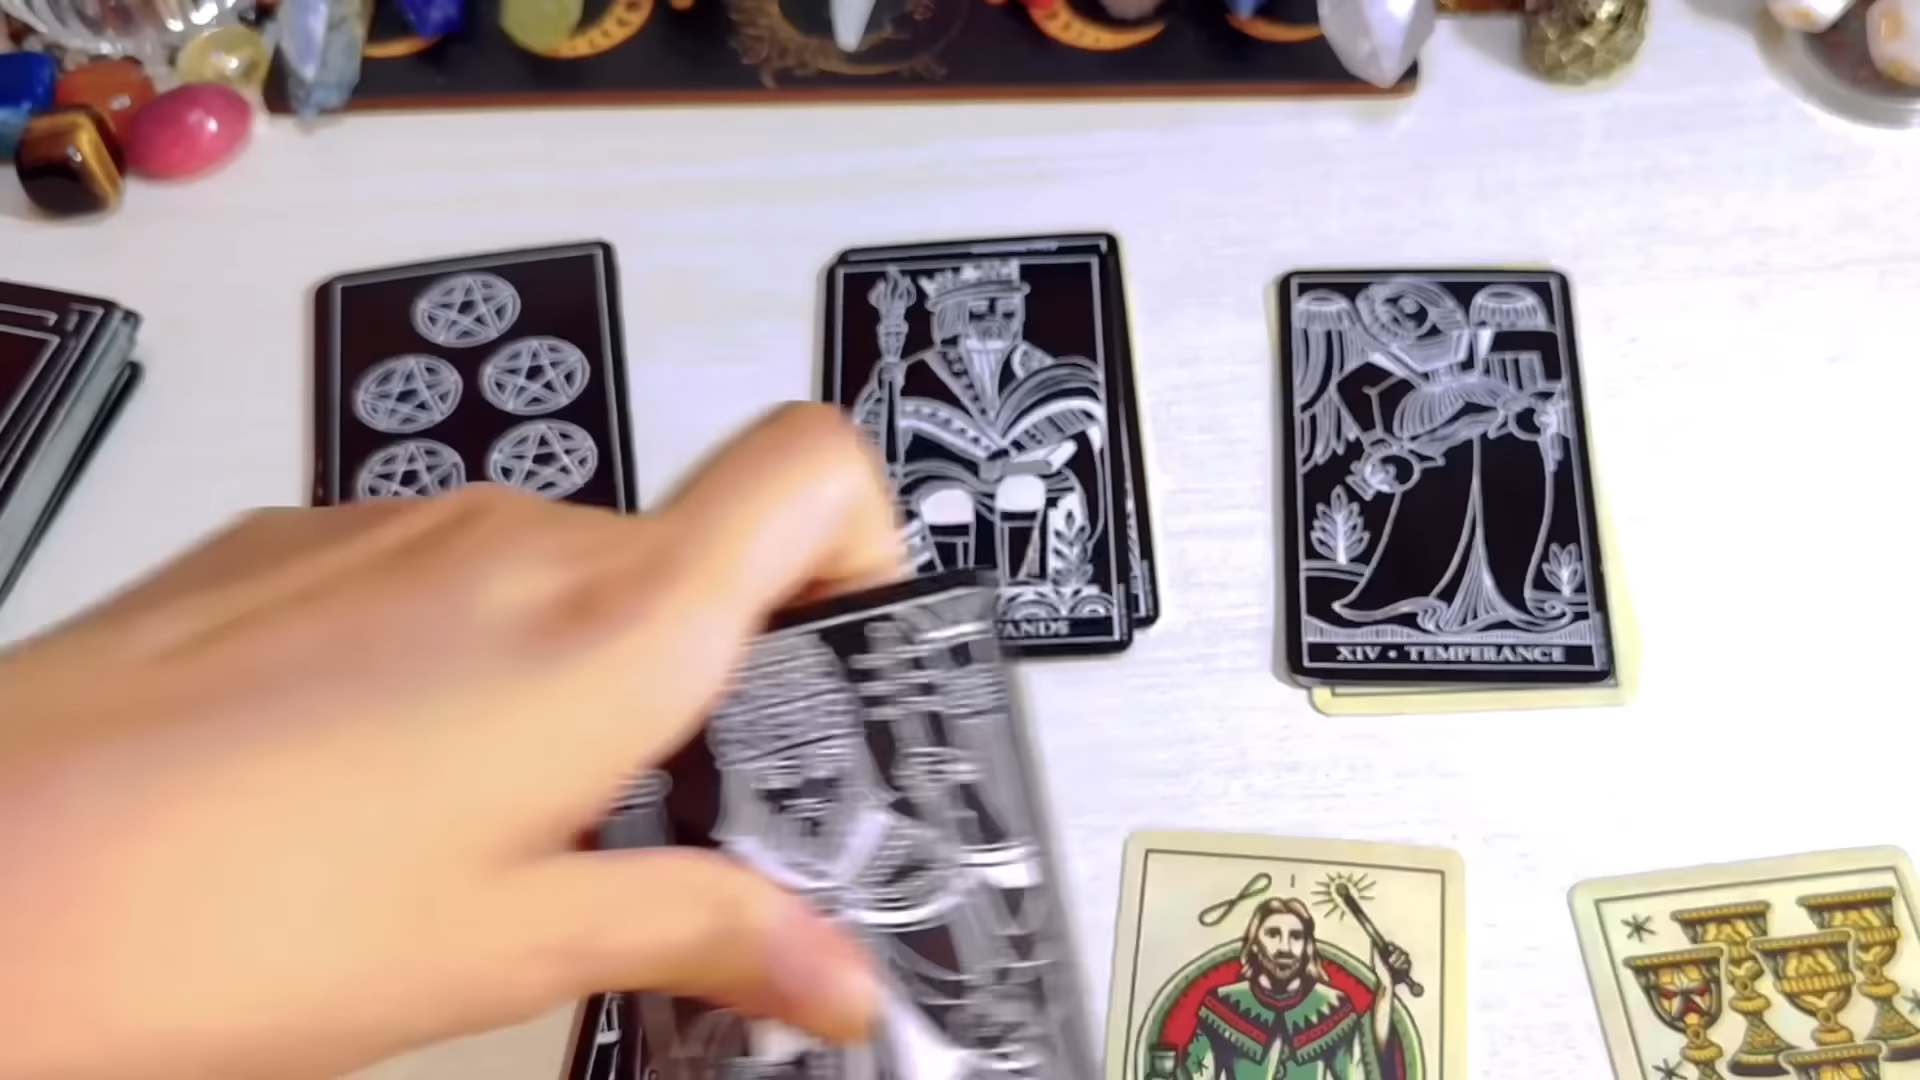 ANDS
XIV • TEMPERANCE
I